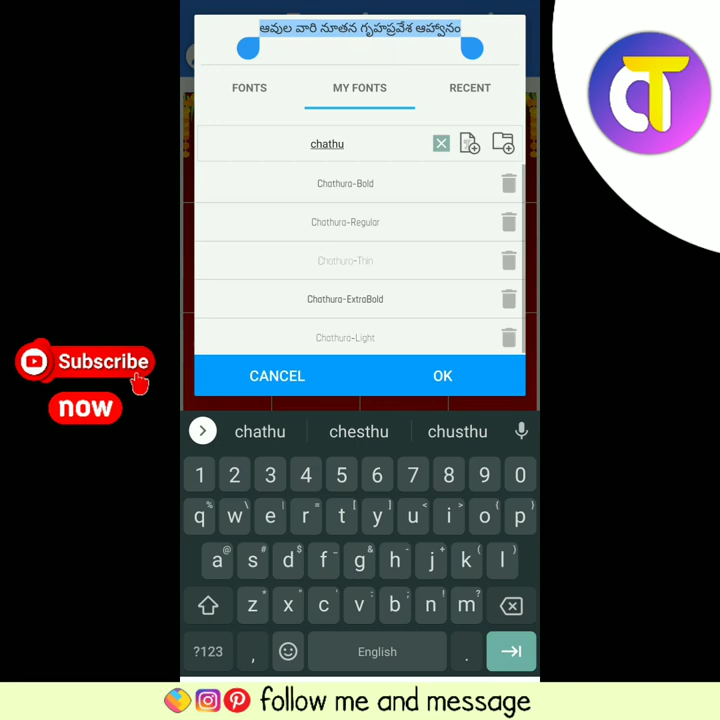 ఆవుల వారి నూతన గృహప్రవేశ ఆహ్వానం
FONTS MY FONTS RECENT
chathu
Chathura-Bold
Chathura-Regular
Chathura-Thin
Chathura-ExtraBold
Chathura-Light
CANCEL OK
Subscribe
now
chathu chesthu chusthu
1 2 3 4 5 6 7 8 9 0
% \ | = [ ] < > { }
q w e r t y u i o p
@ # $ _ & - + ( )
a s d f g h j k l
* " ' : ; ! ?
z x c v b n m
?123 , English .
follow me and message